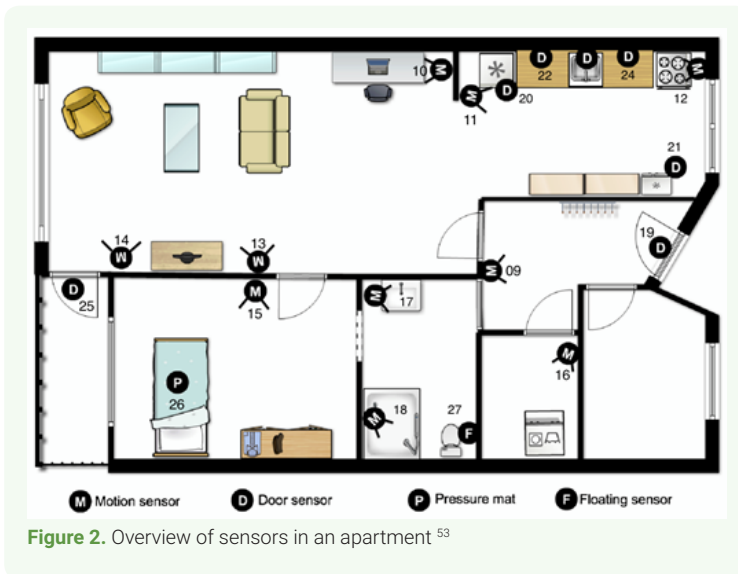 10 M
M
M
11
D
20
D
22
D
D
24
M
12
21
D
14
M
13
M
M 09
19
D
D
25
M
15
M
17
M
16
P
26
M
18
27
F
M Motion sensor D Door sensor P Pressure mat F Floating sensor
Figure 2. Overview of sensors in an apartment 53